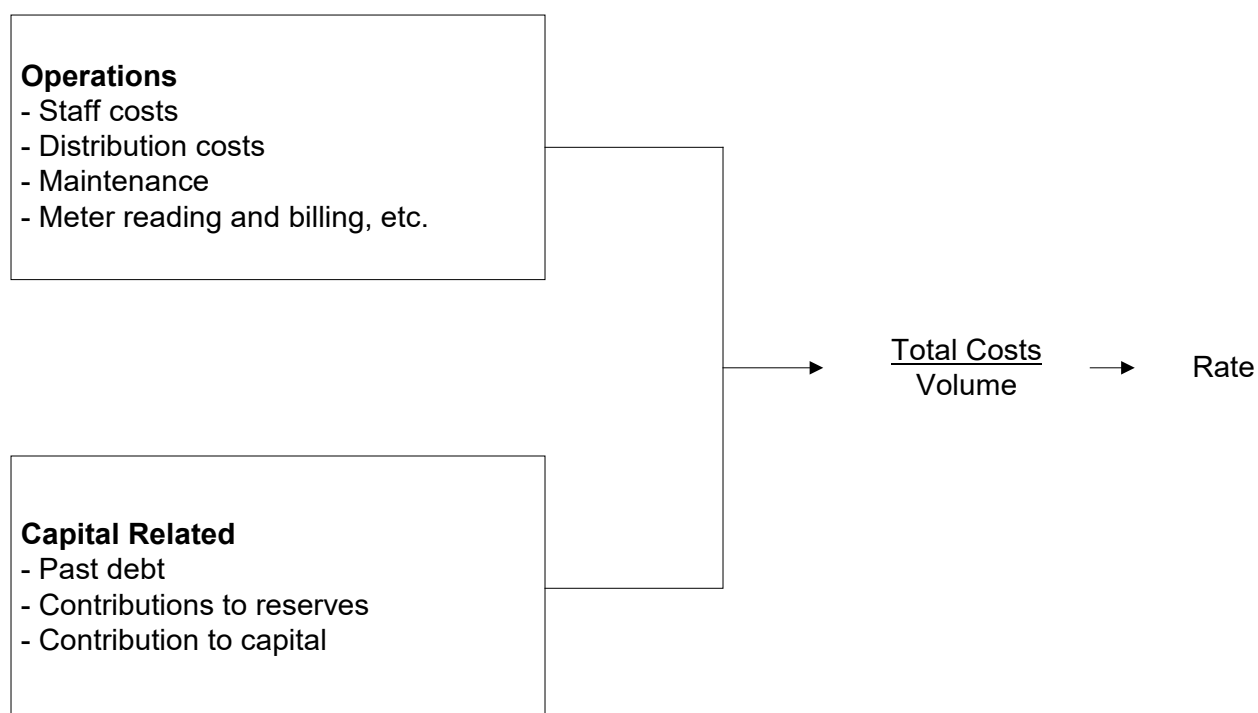 Operations
- Staff costs
- Distribution costs
- Maintenance
- Meter reading and billing, etc.
Total Costs
Volume
Rate
Capital Related
- Past debt
- Contributions to reserves
- Contribution to capital